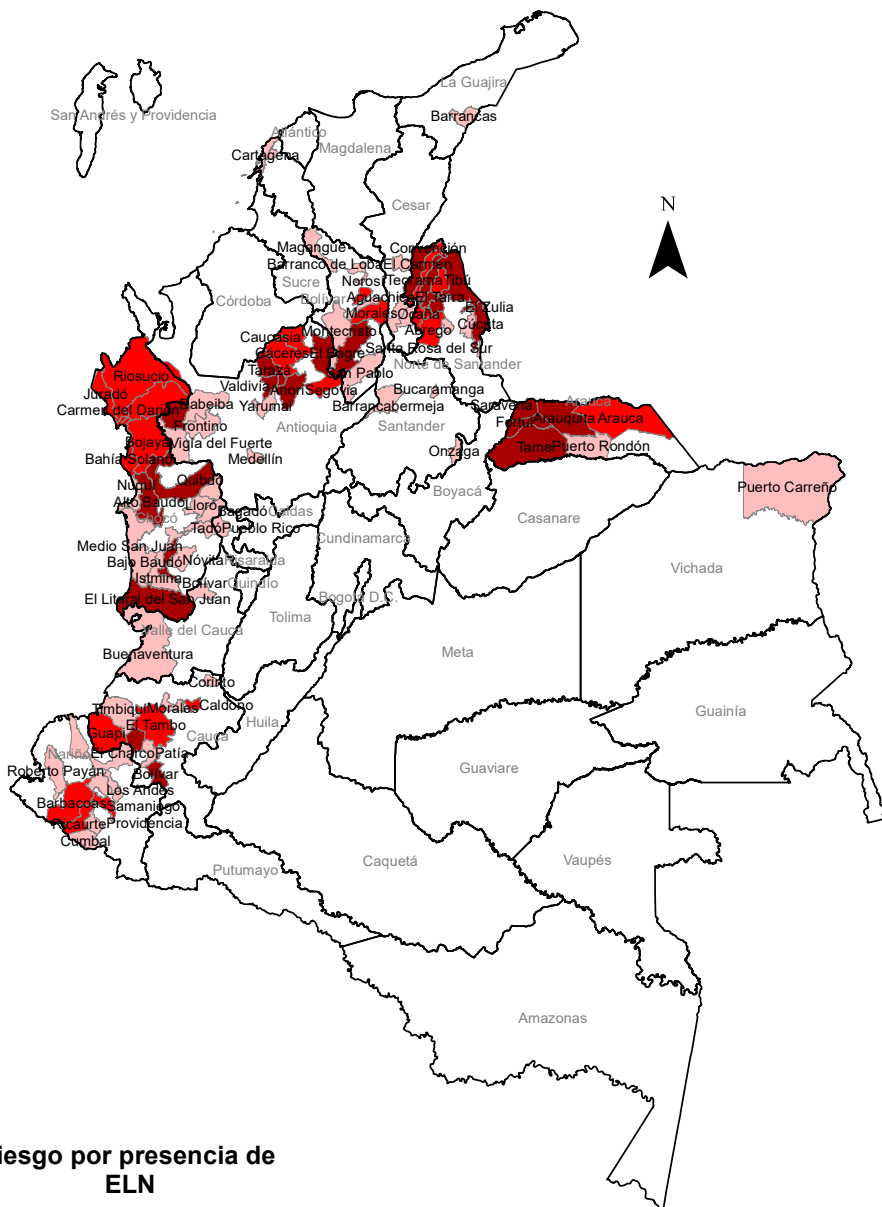 La Guajira
Barrancas
San Andrés y Providencia
Atlántico
Magdalena
Cartagena
Cesar
N
Magangué
Convención
Barranco de Loba
El Carmen
Sucre
Norosí
Teorama
Tibú
Córdoba
Bolívar
Aguachica
El Tarra
El Zulia
Morales
Ocaña
Cúcuta
Caucasia
Montecristo
Abrego
Cáceres
El Bagre
Santa Rosa del Sur
Norte de Santander
Riosucio
Taraza
San Pablo
Juradó
Valdivia
Anorí
Segovia
Bucaramanga
Carmen del Darién
Dabeiba
Yarumal
Barrancabermeja
Saravena
Arauca
Frontino
Antioquia
Santander
Fortul
Arauquita
Arauca
Bojaya
Vigía del Fuerte
Tame
Puerto Rondón
Bahía Solano
Medellín
Onzaga
Nuquí
Quibdó
Boyacá
Puerto Carreño
Alto Baudó
Lloró
Bagadó
Caldas
Casanare
Chocó
Tadó
Pueblo Rico
Cundinamarca
Medio San Juan
Bajo Baudó
Nóvita
Risaralda
Vichada
Istmina
Bolívar
Quindío
El Litoral del San Juan
Bogotá D.C.
Tolima
Valle del Cauca
Buenaventura
Meta
Corinto
Guainía
Timbiquí
Morales
Caldono
El Tambo
Huila
Guapi
Cauca
Nariño
El Charco
Patía
Guaviare
Roberto Payán
Bolívar
Los Andes
Barbacoas
Samaniego
Ricaurte
Providencia
Cumbal
Caquetá
Vaupés
Putumayo
Amazonas
iesgo por presencia de
ELN